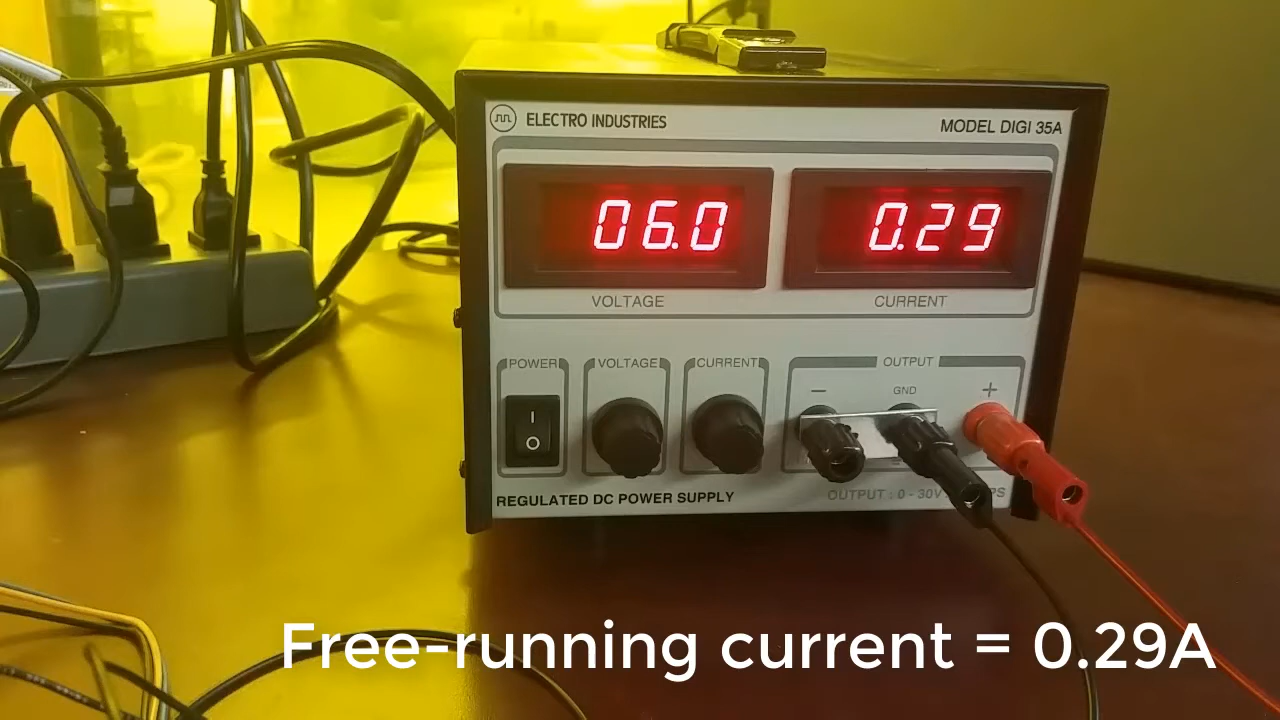 ELECTRO INDUSTRIES
MODEL DIGI 35A
06.0
0.29
VOLTAGE
CURRENT
POWER
VOLTAGE
CURRENT
OUTPUT
−
GND
+
I
O
REGULATED DC POWER SUPPLY
OUTPUT : 0 - 30V
Free-running current = 0.29A